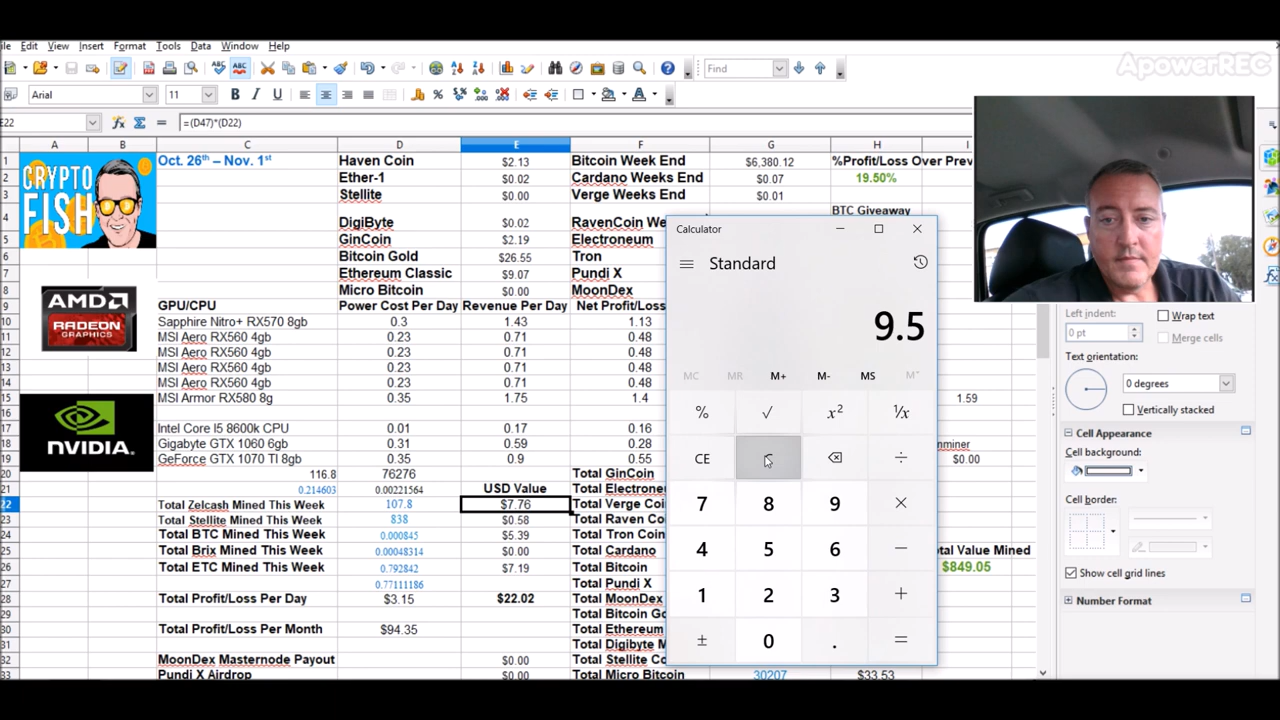 File Edit View Insert Format Tools Data Window Help
ApowerREC
Find
Arial 11
E22 =(D47)*(D22)
A B C D E F G H I
1 Oct. 26th – Nov. 1st Haven Coin $2.13 Bitcoin Week End $6,380.12 %Profit/Loss Over Prev
2 Ether-1 $0.02 Cardano Weeks End $0.07 19.50%
3 Stellite $0.00 Verge Weeks End $0.01
BTC Giveaway
4 DigiByte $0.02 RavenCoin We
5 GinCoin $2.19 Electroneum
6 Bitcoin Gold $26.55 Tron
7 Ethereum Classic $9.07 Pundi X
8 Micro Bitcoin $0.00 MoonDex
CRYPTO
FISH
9 GPU/CPU Power Cost Per Day Revenue Per Day Net Profit/Loss
10 Sapphire Nitro+ RX570 8gb 0.3 1.43 1.13
11 MSI Aero RX560 4gb 0.23 0.71 0.48
12 MSI Aero RX560 4gb 0.23 0.71 0.48
13 MSI Aero RX560 4gb 0.23 0.71 0.48
14 MSI Aero RX560 4gb 0.23 0.71 0.48
15 MSI Armor RX580 8g 0.35 1.75 1.4 1.59
AMD
RADEON
GRAPHICS
16
17 Intel Core I5 8600k CPU 0.01 0.17 0.16
18 Gigabyte GTX 1060 6gb 0.31 0.59 0.28
19 GeForce GTX 1070 TI 8gb 0.35 0.9 0.55 $0.00
NVIDIA
20 116.8 76276 Total GinCoin
21 0.214603 0.00221564 USD Value Total Electroneu
22 Total Zelcash Mined This Week 107.8 $7.76 Total Verge Coi
23 Total Stellite Mined This Week 838 $0.58 Total Raven Co
24 Total BTC Mined This Week 0.000845 $5.39 Total Tron Coin
25 Total Brix Mined This Week 0.00048314 $0.00 Total Cardano otal Value Mined
26 Total ETC Mined This Week 0.792842 $7.19 Total Bitcoin $849.05
27 0.77111186 Total Pundi X
28 Total Profit/Loss Per Day $3.15 $22.02 Total MoonDex
29 Total Bitcoin Go
30 Total Profit/Loss Per Month $94.35 Total Ethereum
31 Total Digibyte M
32 MoonDex Masternode Payout $0.00 Total Stellite Co
33 Pundi X Airdrop $0.00 Total Micro Bitcoin 30207 $33.53
Calculator
Standard
9.5
MC MR M+ M- MS M
% √ x² ¹/x
CE ÷
7 8 9 ×
4 5 6 −
1 2 3 +
± 0 . =
Left indent: Wrap text
0 pt Merge cells
Text orientation:
0 degrees
Vertically stacked
Cell Appearance
Cell background:
Cell border:
Show cell grid lines
Number Format